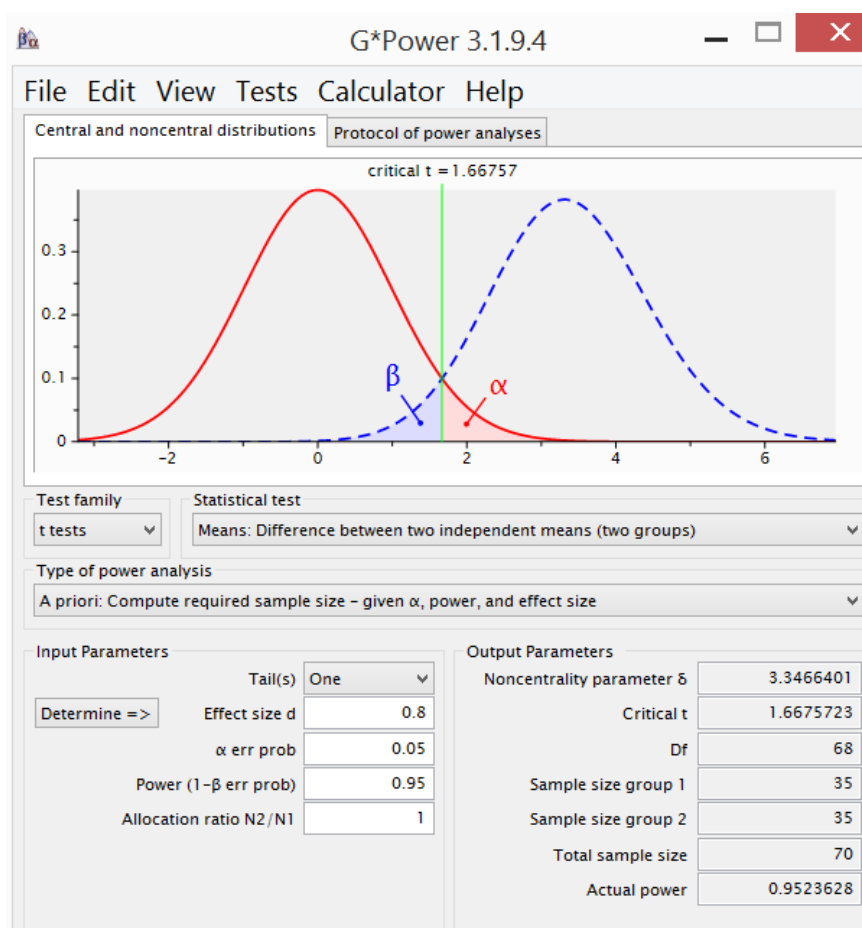 βα G*Power 3.1.9.4
File Edit View Tests Calculator Help
Central and noncentral distributions Protocol of power analyses
critical t = 1.66757
0.3
0.2
0.1
0
β α
-2 0 2 4 6
Test family Statistical test
t tests Means: Difference between two independent means (two groups)
Type of power analysis
A priori: Compute required sample size – given α, power, and effect size
Input Parameters Output Parameters
Tail(s) One Noncentrality parameter δ 3.3466401
Determine => Effect size d 0.8 Critical t 1.6675723
α err prob 0.05 Df 68
Power (1-β err prob) 0.95 Sample size group 1 35
Allocation ratio N2/N1 1 Sample size group 2 35
Total sample size 70
Actual power 0.9523628